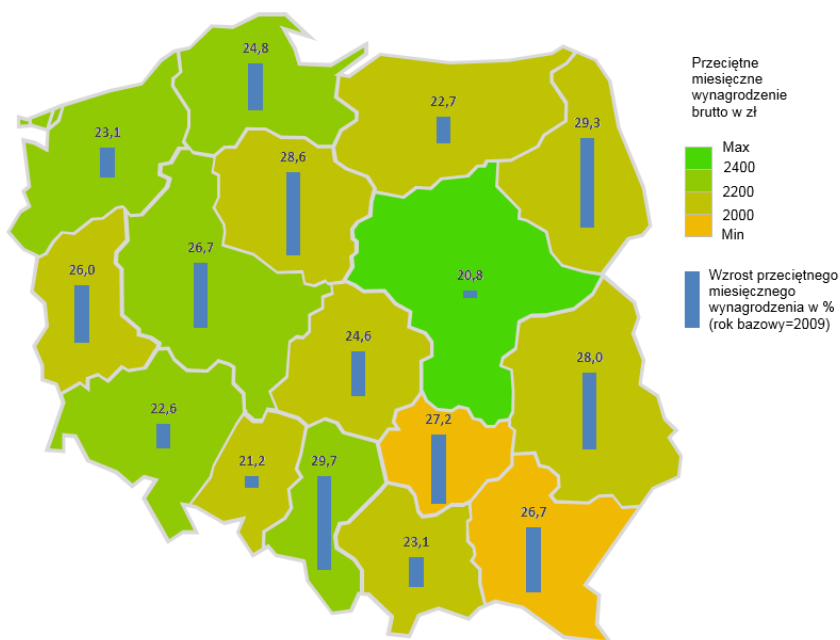 24,8
22,7
29,3
23,1
28,6
26,7
26,0
20,8
24,6
28,0
22,6
27,2
21,2
29,7
26,7
23,1
Przeciętne
miesięczne
wynagrodzenie
brutto w zł
Max
2400
2200
2000
Min
Wzrost przeciętnego
miesięcznego
wynagrodzenia w %
(rok bazowy=2009)